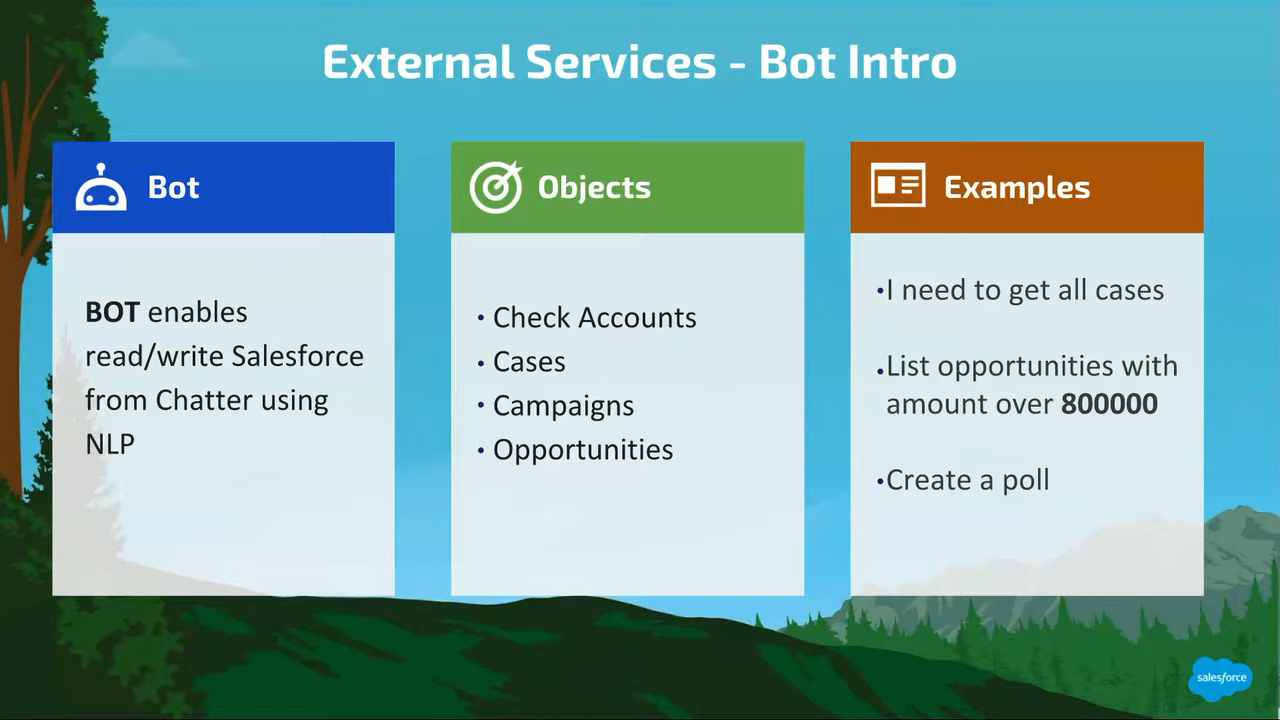 External Services - Bot Intro
Bot
BOT enables
read/write Salesforce
from Chatter using
NLP
Objects
• Check Accounts
• Cases
• Campaigns
• Opportunities
Examples
•I need to get all cases
•List opportunities with
amount over 800000
•Create a poll
salesforce